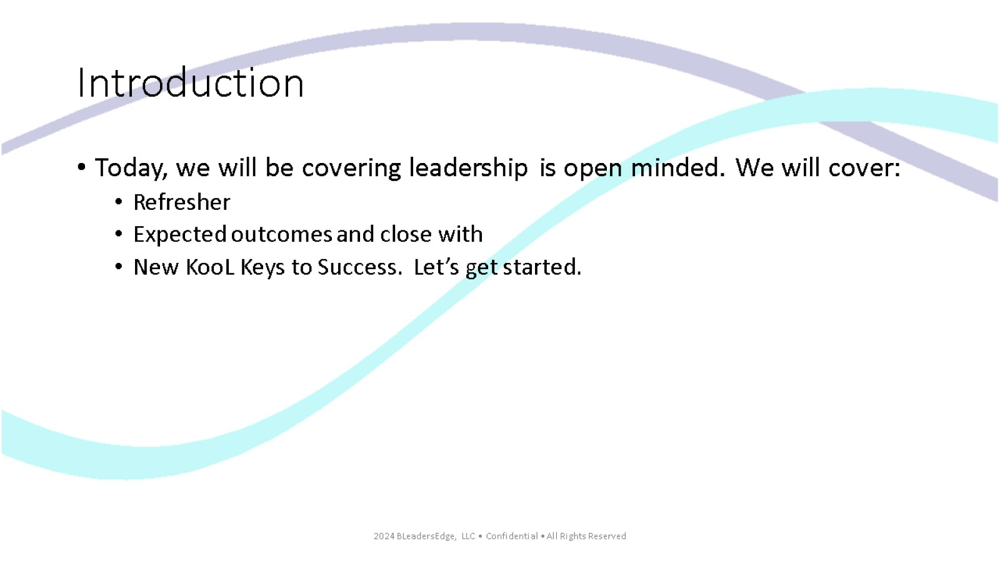 Introduction
• Today, we will be covering leadership is open minded. We will cover:
• Refresher
• Expected outcomes and close with
• New KooL Keys to Success. Let’s get started.
2024 BLeadersEdge, LLC • Confidential • All Rights Reserved